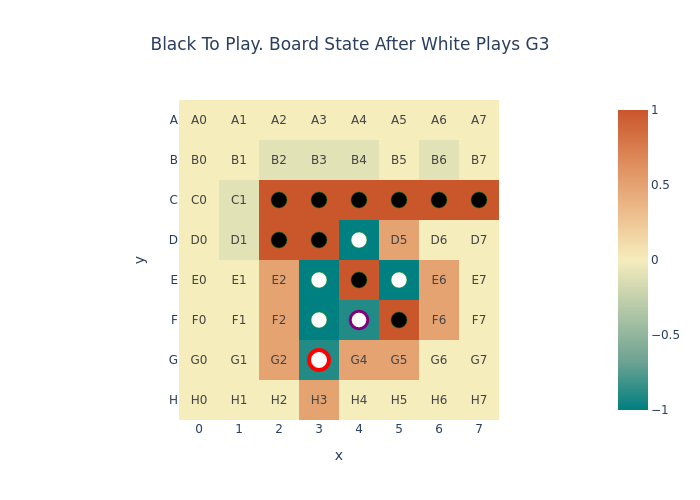 Black To Play. Board State After White Plays G3
A A0 A1 A2 A3 A4 A5 A6 A7
B B0 B1 B2 B3 B4 B5 B6 B7
C C0 C1
D D0 D1 D5 D6 D7
E E0 E1 E2 E6 E7
F F0 F1 F2 F6 F7
G G0 G1 G2 G4 G5 G6 G7
H H0 H1 H2 H3 H4 H5 H6 H7
0 1 2 3 4 5 6 7
x
y
1
0.5
0
−0.5
−1